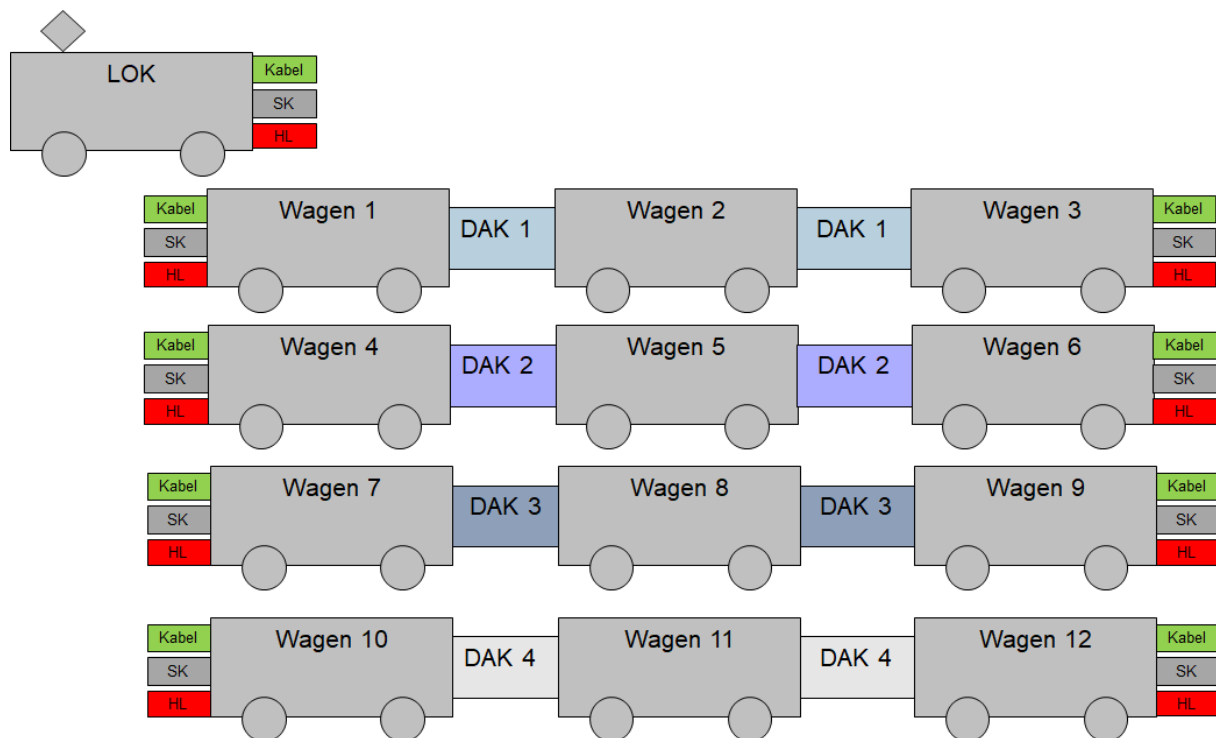 LOK
Kabel
SK
HL
Kabel
SK
HL
Wagen 1
DAK 1
Wagen 2
DAK 1
Wagen 3
Kabel
SK
HL
Kabel
SK
HL
Wagen 4
DAK 2
Wagen 5
DAK 2
Wagen 6
Kabel
SK
HL
Kabel
SK
HL
Wagen 7
DAK 3
Wagen 8
DAK 3
Wagen 9
Kabel
SK
HL
Kabel
SK
HL
Wagen 10
DAK 4
Wagen 11
DAK 4
Wagen 12
Kabel
SK
HL